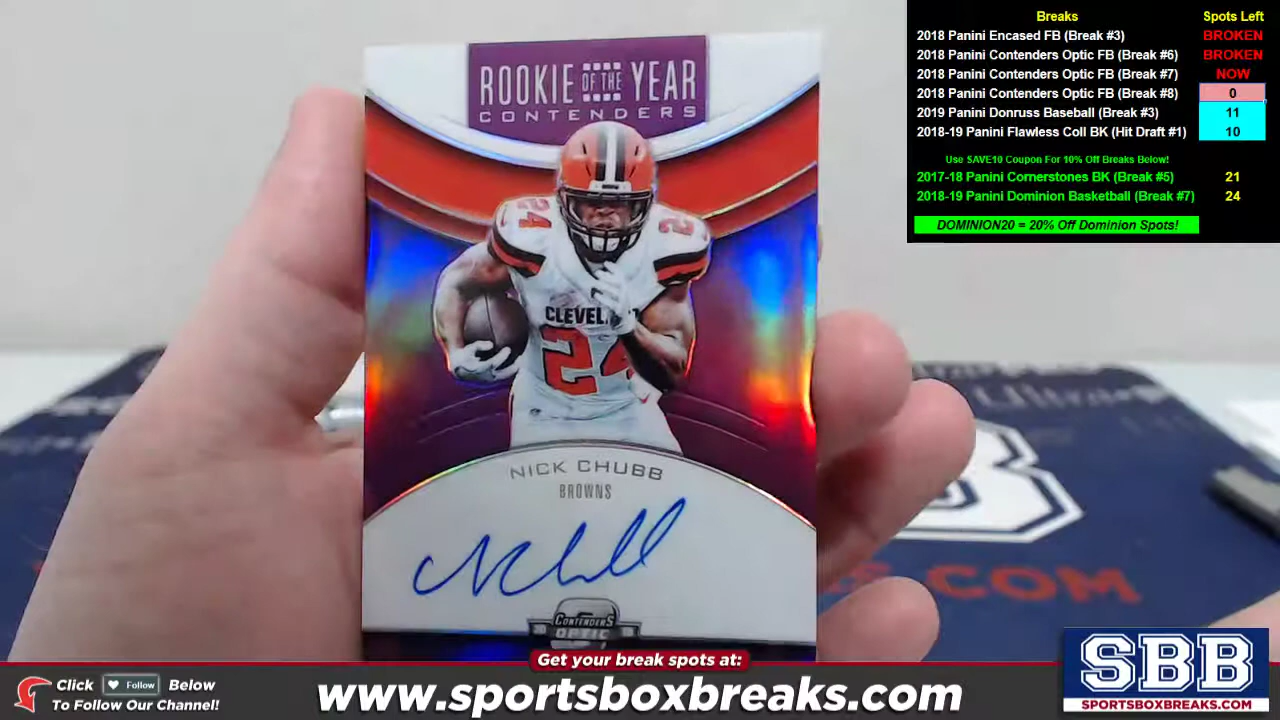 Breaks Spots Left
2018 Panini Encased FB (Break #3) BROKEN
2018 Panini Contenders Optic FB (Break #6) BROKEN
2018 Panini Contenders Optic FB (Break #7) NOW
2018 Panini Contenders Optic FB (Break #8) 0
2019 Panini Donruss Baseball (Break #3) 11
2018-19 Panini Flawless Coll BK (Hit Draft #1) 10
Use SAVE10 Coupon For 10% Off Breaks Below!
2017-18 Panini Cornerstones BK (Break #5) 21
2018-19 Panini Dominion Basketball (Break #7) 24
DOMINION20 = 20% Off Dominion Spots!
ROOKIE OF THE YEAR
CONTENDERS
24
CLEVEL
24
NICK CHUBB
BROWNS
CONTENDERS
OPTIC
Get your break spots at:
Click Follow Below
To Follow Our Channel!
www.sportsboxbreaks.com
SBB
SPORTSBOXBREAKS.COM